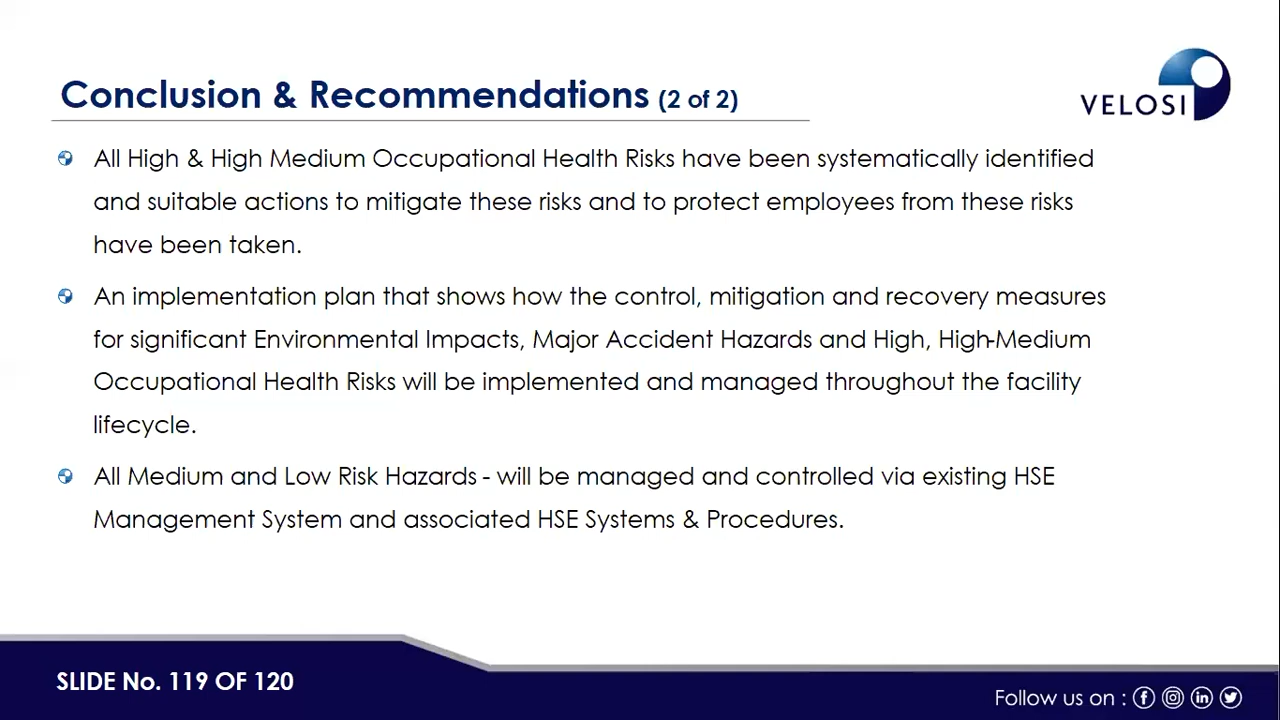 Conclusion & Recommendations (2 of 2)
VELOSI
All High & High Medium Occupational Health Risks have been systematically identified
and suitable actions to mitigate these risks and to protect employees from these risks
have been taken.
An implementation plan that shows how the control, mitigation and recovery measures
for significant Environmental Impacts, Major Accident Hazards and High, High-Medium
Occupational Health Risks will be implemented and managed throughout the facility
lifecycle.
All Medium and Low Risk Hazards - will be managed and controlled via existing HSE
Management System and associated HSE Systems & Procedures.
SLIDE No. 119 OF 120
Follow us on :